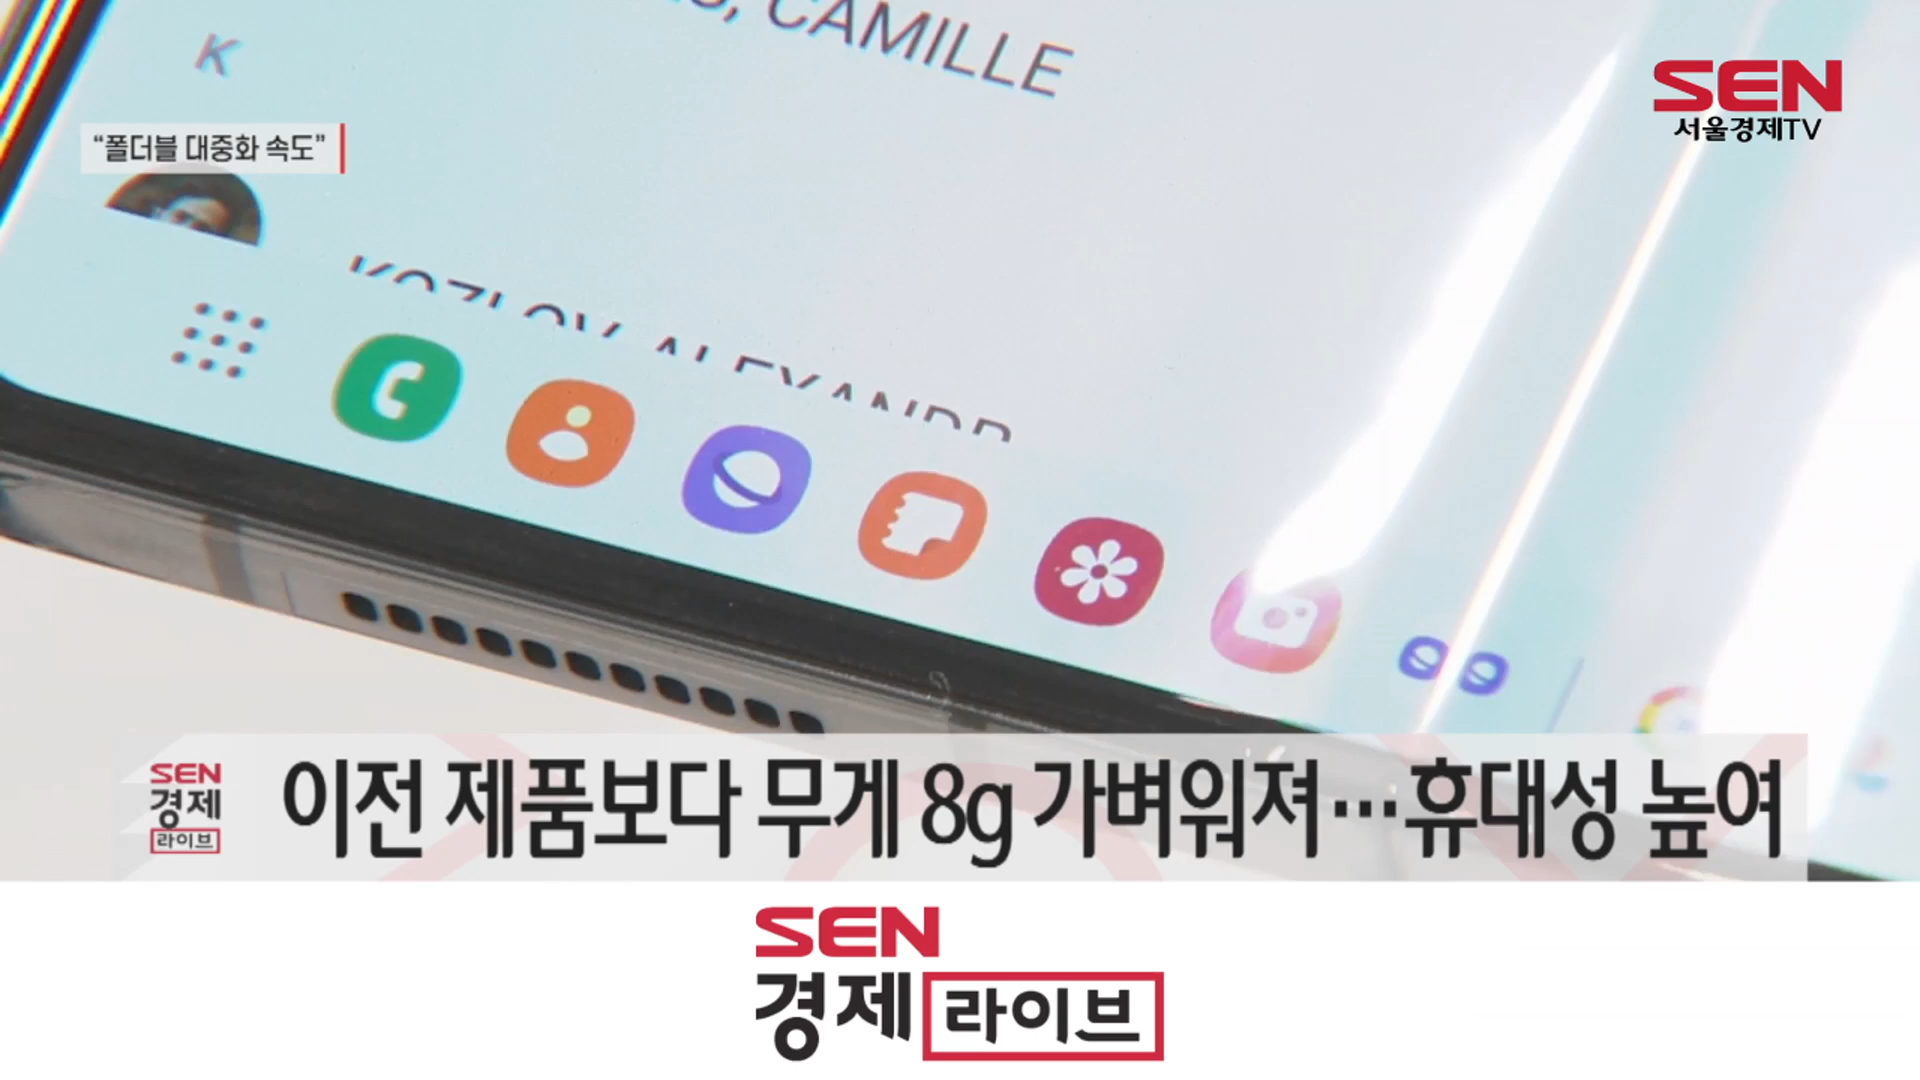 CAMILLE
K
SEN
서울경제TV
“폴더블 대중화 속도”
KOZLOV, ALEXANDR
SEN
경제
라이브
이전 제품보다 무게 8g 가벼워져…휴대성 높여
SEN
경제 라이브